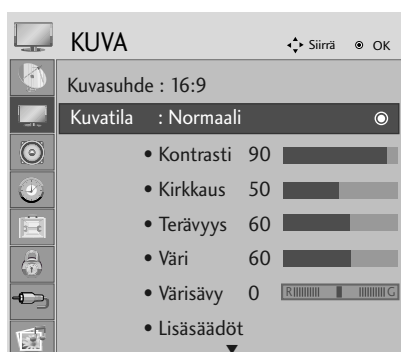 KUVA Siirrä OK
Kuvasuhde : 16:9
Kuvatila : Normaali
• Kontrasti 90
• Kirkkaus 50
• Terävyys 60
• Väri 60
• Värisävy 0 R G
• Lisäsäädöt